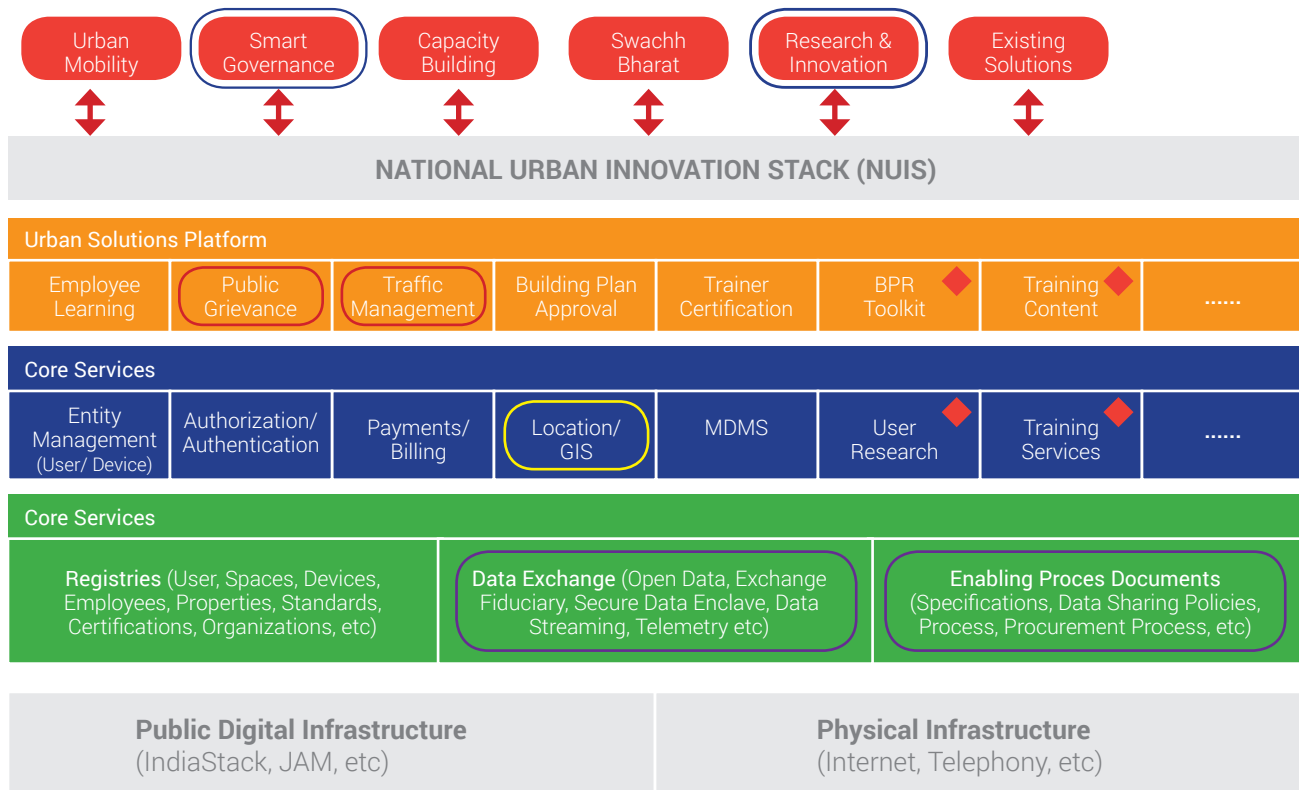 Urban
Mobility
Smart
Governance
Capacity
Building
Swachh
Bharat
Research &
Innovation
Existing
Solutions
NATIONAL URBAN INNOVATION STACK (NUIS)
Urban Solutions Platform
Employee
Learning
Public
Grievance
Traffic
Management
Building Plan
Approval
Trainer
Certification
BPR
Toolkit
Training
Content
......
Core Services
Entity
Management
(User/ Device)
Authorization/
Authentication
Payments/
Billing
Location/
GIS
MDMS
User
Research
Training
Services
......
Core Services
Registries (User, Spaces, Devices,
Employees, Properties, Standards,
Certifications, Organizations, etc)
Data Exchange (Open Data, Exchange
Fiduciary, Secure Data Enclave, Data
Streaming, Telemetry etc)
Enabling Proces Documents
(Specifications, Data Sharing Policies,
Process, Procurement Process, etc)
Public Digital Infrastructure
(IndiaStack, JAM, etc)
Physical Infrastructure
(Internet, Telephony, etc)